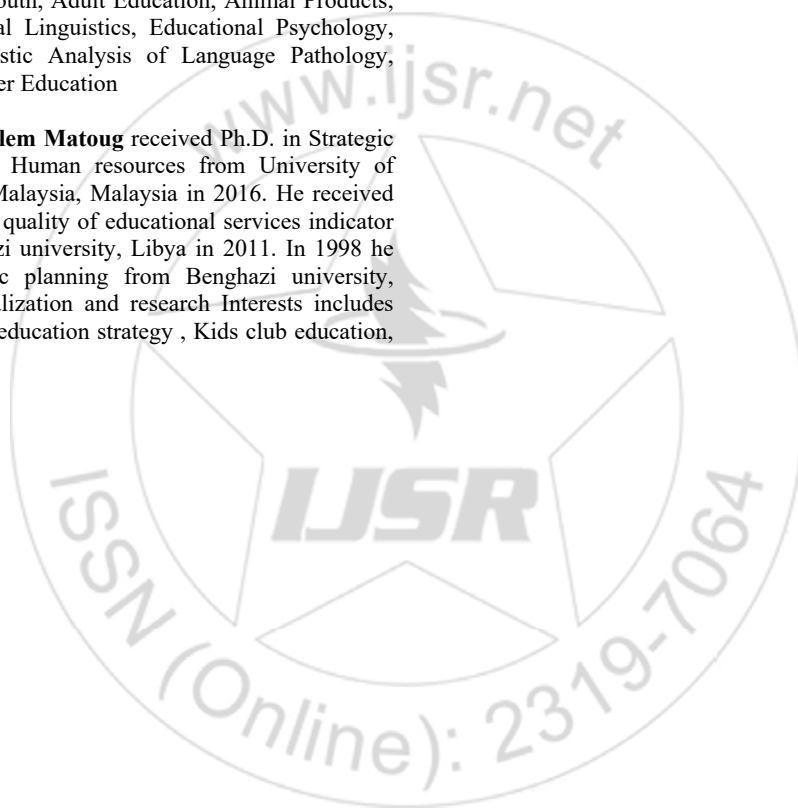 outh, Adult Education, Animal Products,
al Linguistics, Educational Psychology,
stic Analysis of Language Pathology,
er Education
lem Matoug received Ph.D. in Strategic
Human resources from University of
Malaysia, Malaysia in 2016. He received
quality of educational services indicator
zi university, Libya in 2011. In 1998 he
c planning from Benghazi university,
alization and research Interests includes
education strategy , Kids club education,
www.ijsr.net
IJSR
ISSN (Online): 2319-7064